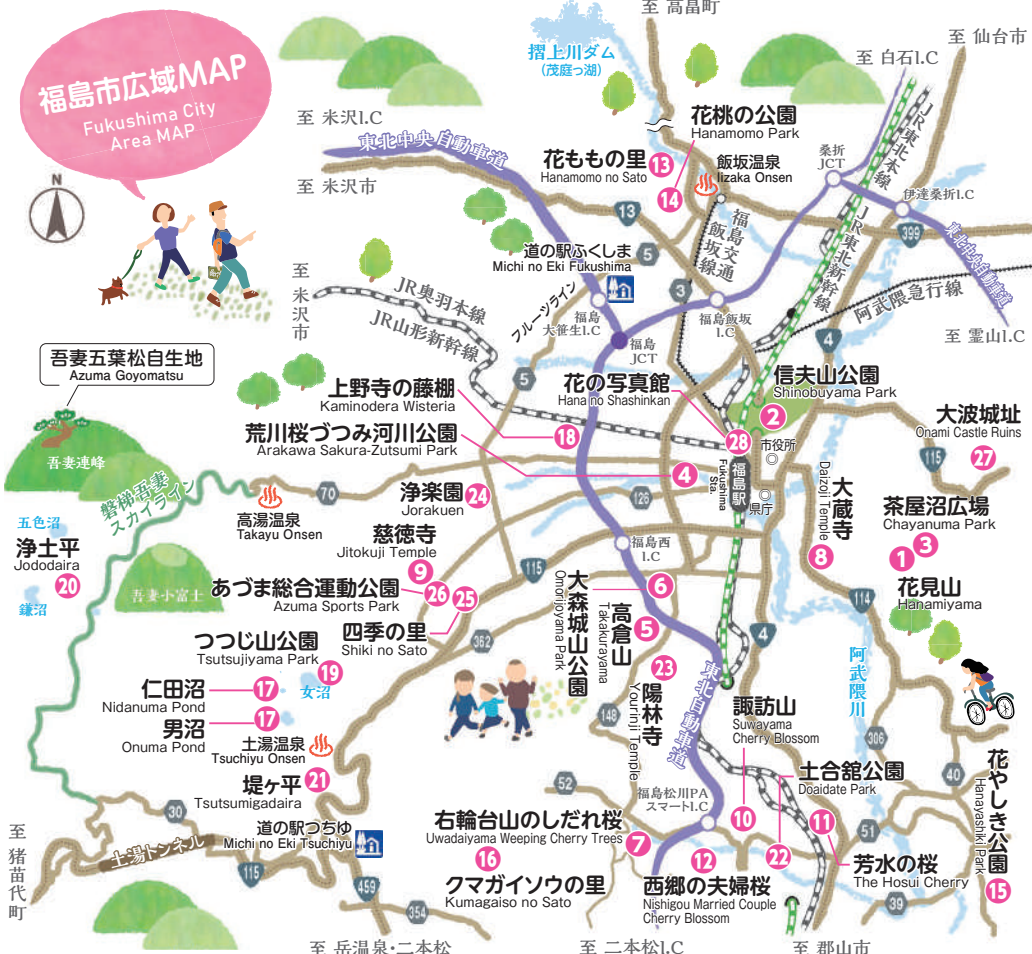 福島市広域MAP
Fukushima City
Area MAP
N
至 高畠町
摺上川ダム
(茂庭っ湖)
至 仙台市
至 白石I.C
至 米沢I.C
東北中央自動車道
至 米沢市
花桃の公園
Hanamomo Park
花ももの里
Hanamomo no Sato
13
14
飯坂温泉
Iizaka Onsen
桑折
JCT
JR東北本線
JR東北新幹線
伊達桑折I.C
399
東北中央自動車道
至 霊山I.C
13
福島交通
飯坂線
道の駅ふくしま
Michi no Eki Fukushima
5
3
阿武隈急行線
至 米沢市
JR奥羽本線
JR山形新幹線
フルーツライン
福島
大笹生I.C
福島飯坂
I.C
福島
JCT
4
5
吾妻五葉松自生地
Azuma Goyomatsu
吾妻連峰
上野寺の藤棚
Kaminodera Wisteria
18
花の写真館
Hana no Shashinkan
28
信夫山公園
Shinobuyama Park
2
市役所
大波城址
Onami Castle Ruins
115
27
荒川桜づつみ河川公園
Arakawa Sakura-Zutsumi Park
4
福島駅
Fukushima
Sta.
県庁
磐梯吾妻
スカイライン
高湯温泉
Takayu Onsen
70
浄楽園
Jorakuen
24
126
大蔵寺
Daizoji Temple
8
茶屋沼広場
Chayanuma Park
1
3
花見山
Hanamiyama
五色沼
浄土平
Jododaira
20
鎌沼
吾妻小富士
慈徳寺
Jitokuji Temple
9
福島西
I.C
115
あづま総合運動公園
Azuma Sports Park
26
25
四季の里
Shiki no Sato
362
大森城山公園
Omorijoyama Park
6
高倉山
Takakurayama
5
4
114
阿武隈川
つつじ山公園
Tsutsujiyama Park
19
女沼
仁田沼
Nidanuma Pond
17
男沼
Onuma Pond
17
土湯温泉
Tsuchiyu Onsen
23
陽林寺
Yourinji Temple
148
東北自動車道
諏訪山
Suwayama
Cherry Blossom
10
306
堤ヶ平
Tsutsumigadaira
21
52
福島松川PA
スマートI.C
土合舘公園
Doaidate Park
22
40
花やしき公園
Hanayashiki Park
15
30
至 猪苗代町
土湯トンネル
道の駅つちゆ
Michi no Eki Tsuchiyu
115
459
354
右輪台山のしだれ桜
Uwadaiyama Weeping Cherry Trees
7
16
クマガイソウの里
Kumagaiso no Sato
12
西郷の夫婦桜
Nishigou Married Couple
Cherry Blossom
11
51
芳水の桜
The Hosui Cherry
39
至 岳温泉・二本松
至 二本松I.C
至 郡山市